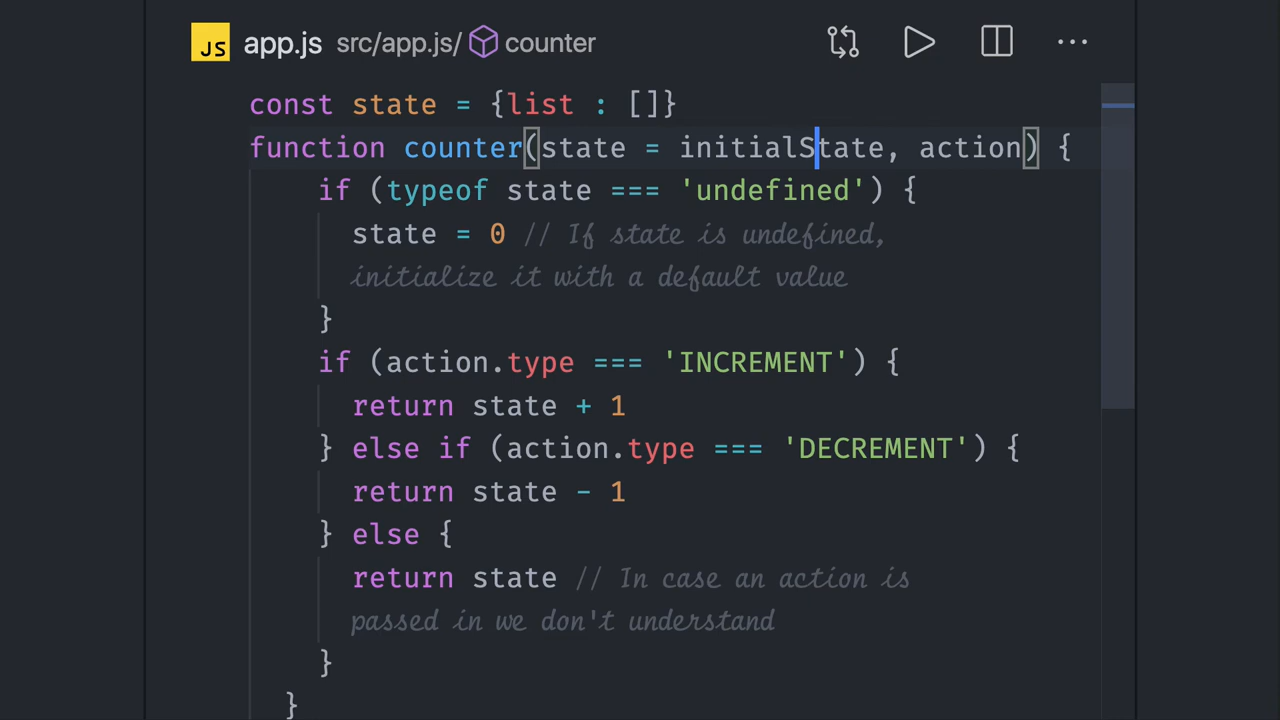 JS app.js src/app.js/ counter
const state = {list : []}
function counter(state = initialState, action) {
if (typeof state === 'undefined') {
state = 0 // If state is undefined,
initialize it with a default value
}
if (action.type === 'INCREMENT') {
return state + 1
} else if (action.type === 'DECREMENT') {
return state - 1
} else {
return state // In case an action is
passed in we don't understand
}
}